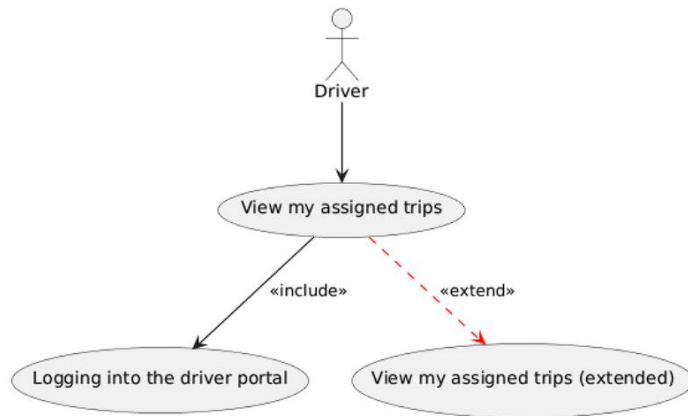 Driver
View my assigned trips
«include»
«extend»
Logging into the driver portal
View my assigned trips (extended)